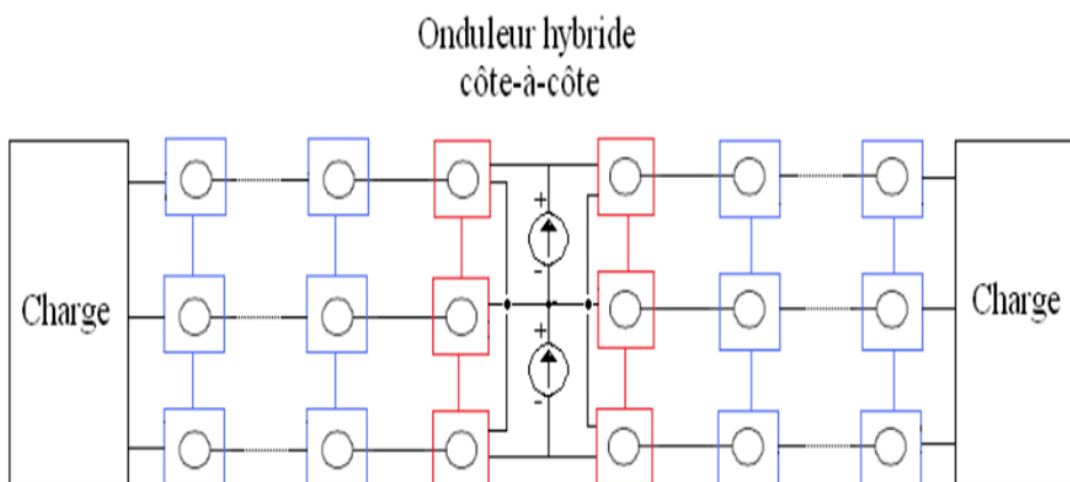 Onduleur hybride
côte-à-côte
+
-
+
-
Charge
Charge